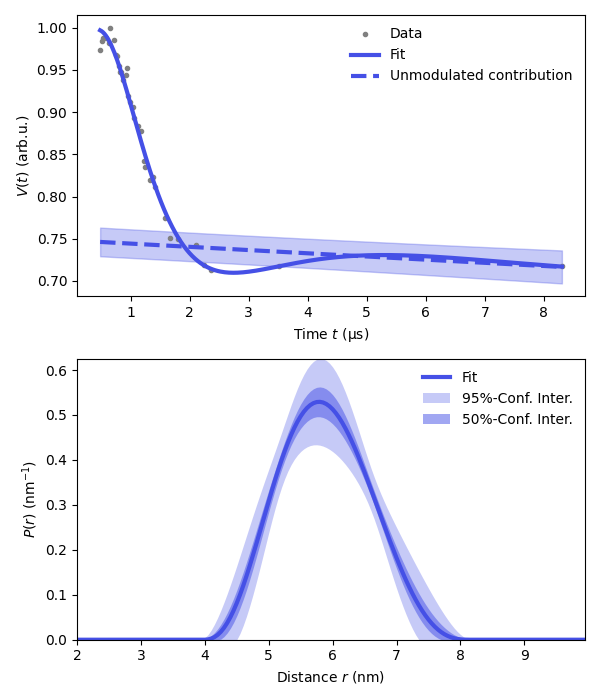 1.00
0.95
0.90
0.85
0.80
0.75
0.70
V(t) (arb.u.)
Data
Fit
Unmodulated contribution
1 2 3 4 5 6 7 8
Time t (μs)
0.6
0.5
0.4
0.3
0.2
0.1
0.0
P(r) (nm⁻¹)
Fit
95%-Conf. Inter.
50%-Conf. Inter.
2 3 4 5 6 7 8 9
Distance r (nm)